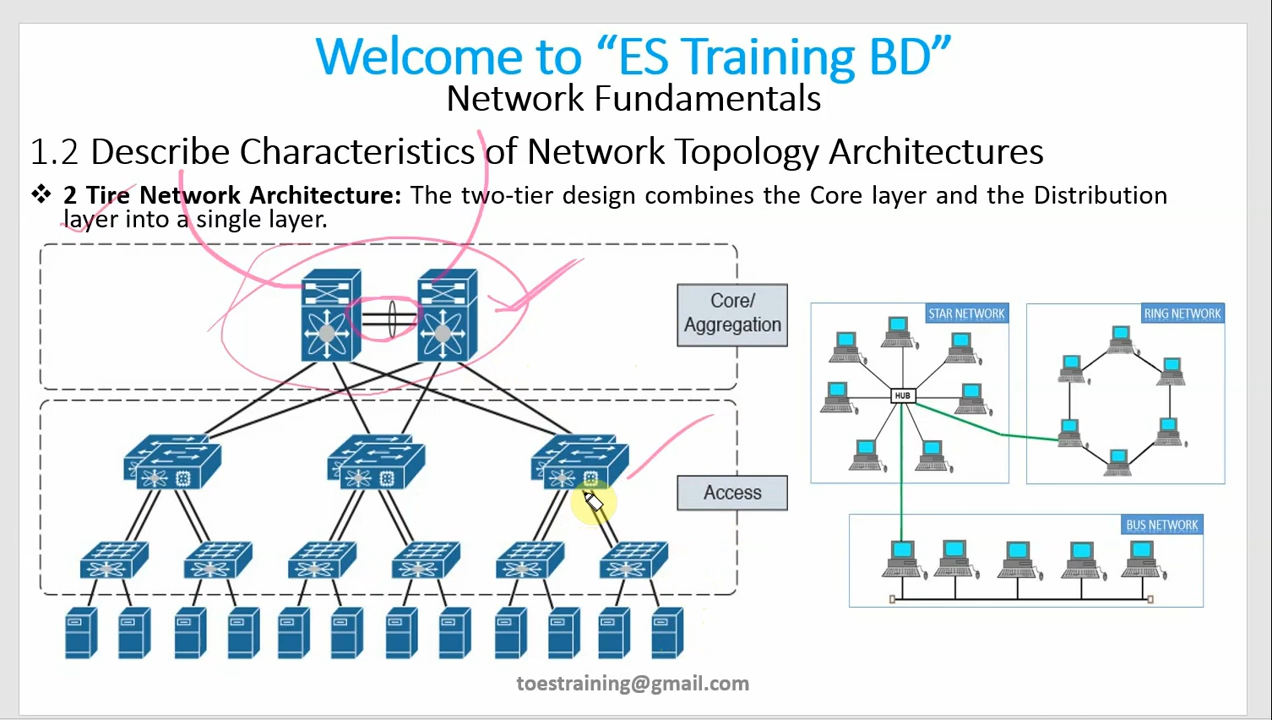 Welcome to “ES Training BD”
Network Fundamentals
1.2 Describe Characteristics of Network Topology Architectures
❖ 2 Tire Network Architecture: The two-tier design combines the Core layer and the Distribution
layer into a single layer.
Core/
Aggregation
Access
STAR NETWORK
HUB
RING NETWORK
BUS NETWORK
toestraining@gmail.com